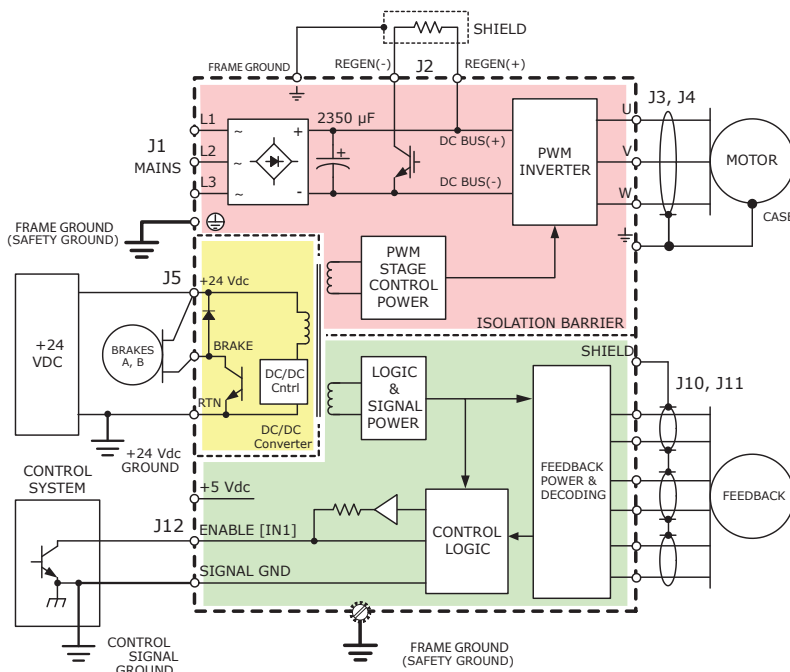 SHIELD
FRAME GROUND
REGEN(-)
J2
REGEN(+)
J1
MAINS
L1
L2
L3
~
~
~
+
-
2350 µF
+
DC BUS(+)
DC BUS(-)
PWM
INVERTER
U
V
W
J3, J4
MOTOR
CASE
FRAME GROUND
(SAFETY GROUND)
PWM
STAGE
CONTROL
POWER
ISOLATION BARRIER
J5
+24 Vdc
+24
VDC
BRAKES
A, B
BRAKE
RTN
DC/DC
Cntrl
DC/DC
Converter
+24 Vdc
GROUND
LOGIC
&
SIGNAL
POWER
SHIELD
J10, J11
FEEDBACK
POWER &
DECODING
FEEDBACK
CONTROL
SYSTEM
+5 Vdc
J12
ENABLE [IN1]
CONTROL
LOGIC
SIGNAL GND
CONTROL
SIGNAL
GROUND
FRAME GROUND
(SAFETY GROUND)